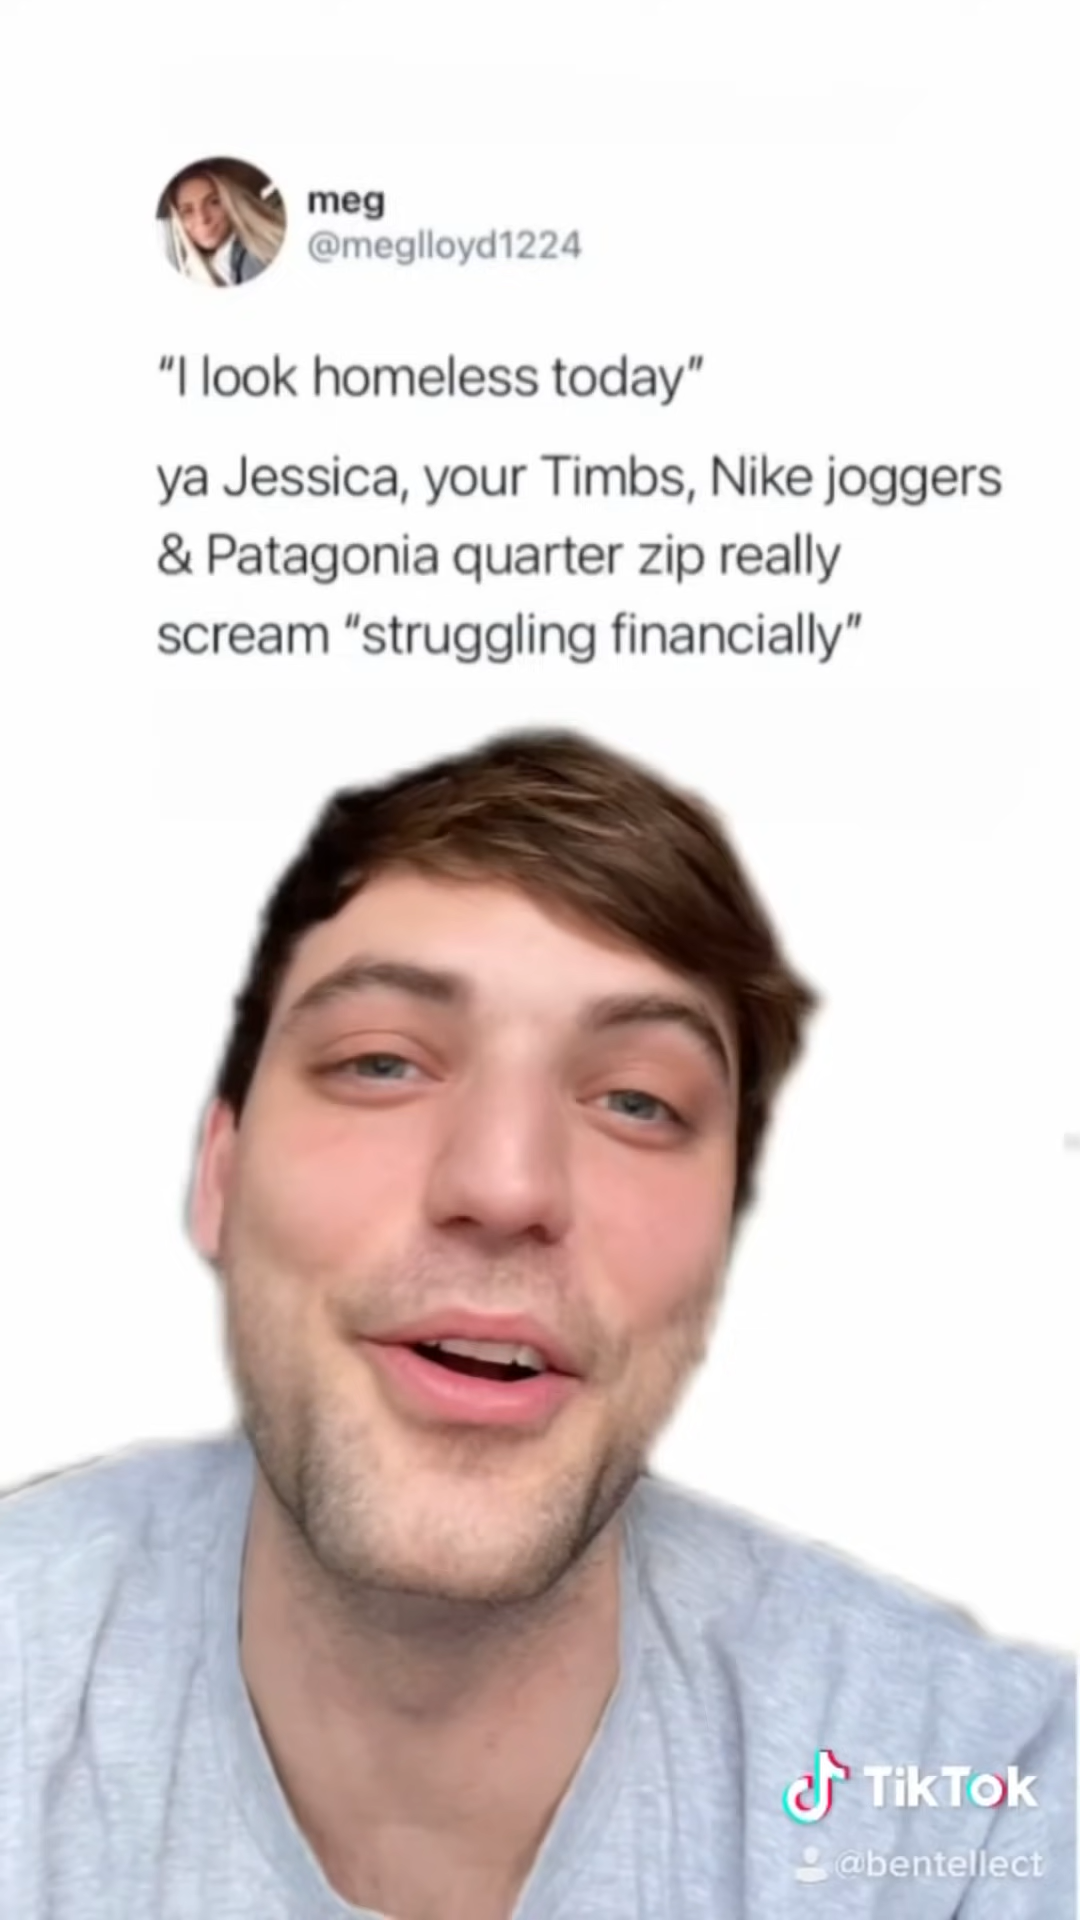 meg
@meglloyd1224
“I look homeless today”
ya Jessica, your Timbs, Nike joggers
& Patagonia quarter zip really
scream “struggling financially”
TikTok
@bentellect